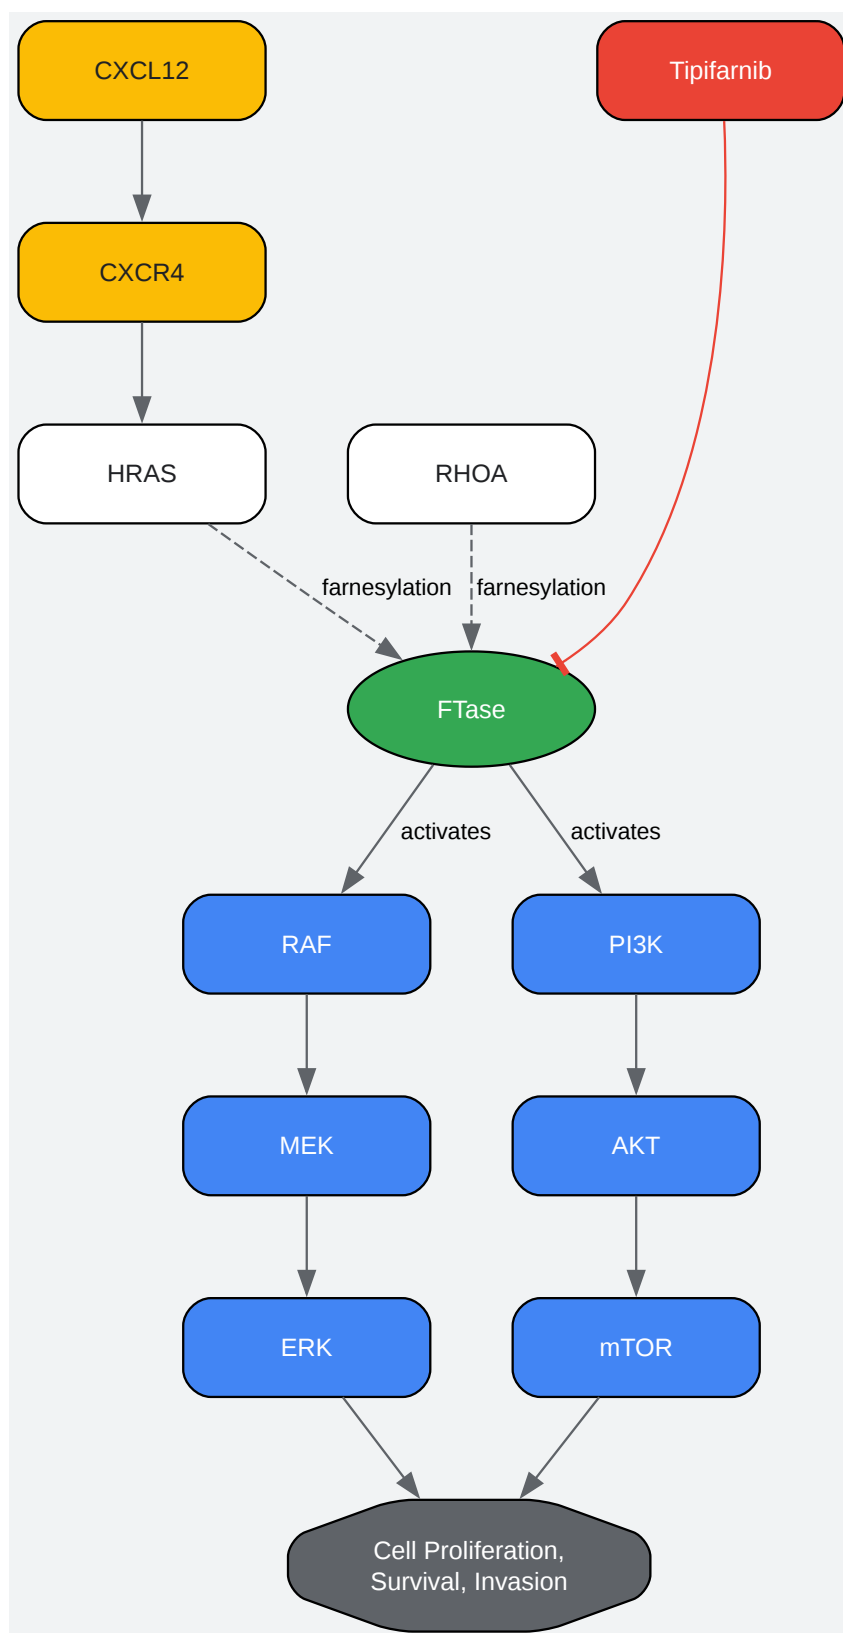 CXCL12
Tipifarnib
CXCR4
HRAS
RHOA
farnesylation
farnesylation
FTase
activates
activates
RAF
PI3K
MEK
AKT
ERK
mTOR
Cell Proliferation,
Survival, Invasion